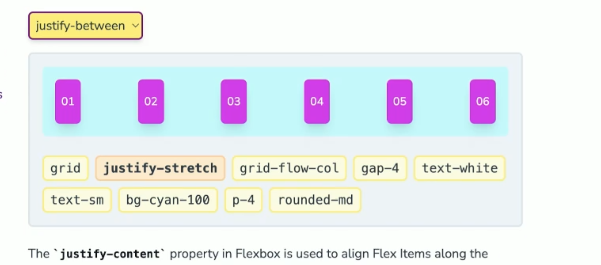 justify-between
01 02 03 04 05 06
grid justify-stretch grid-flow-col gap-4 text-white
text-sm bg-cyan-100 p-4 rounded-md
The `justify-content` property in Flexbox is used to align Flex Items along the